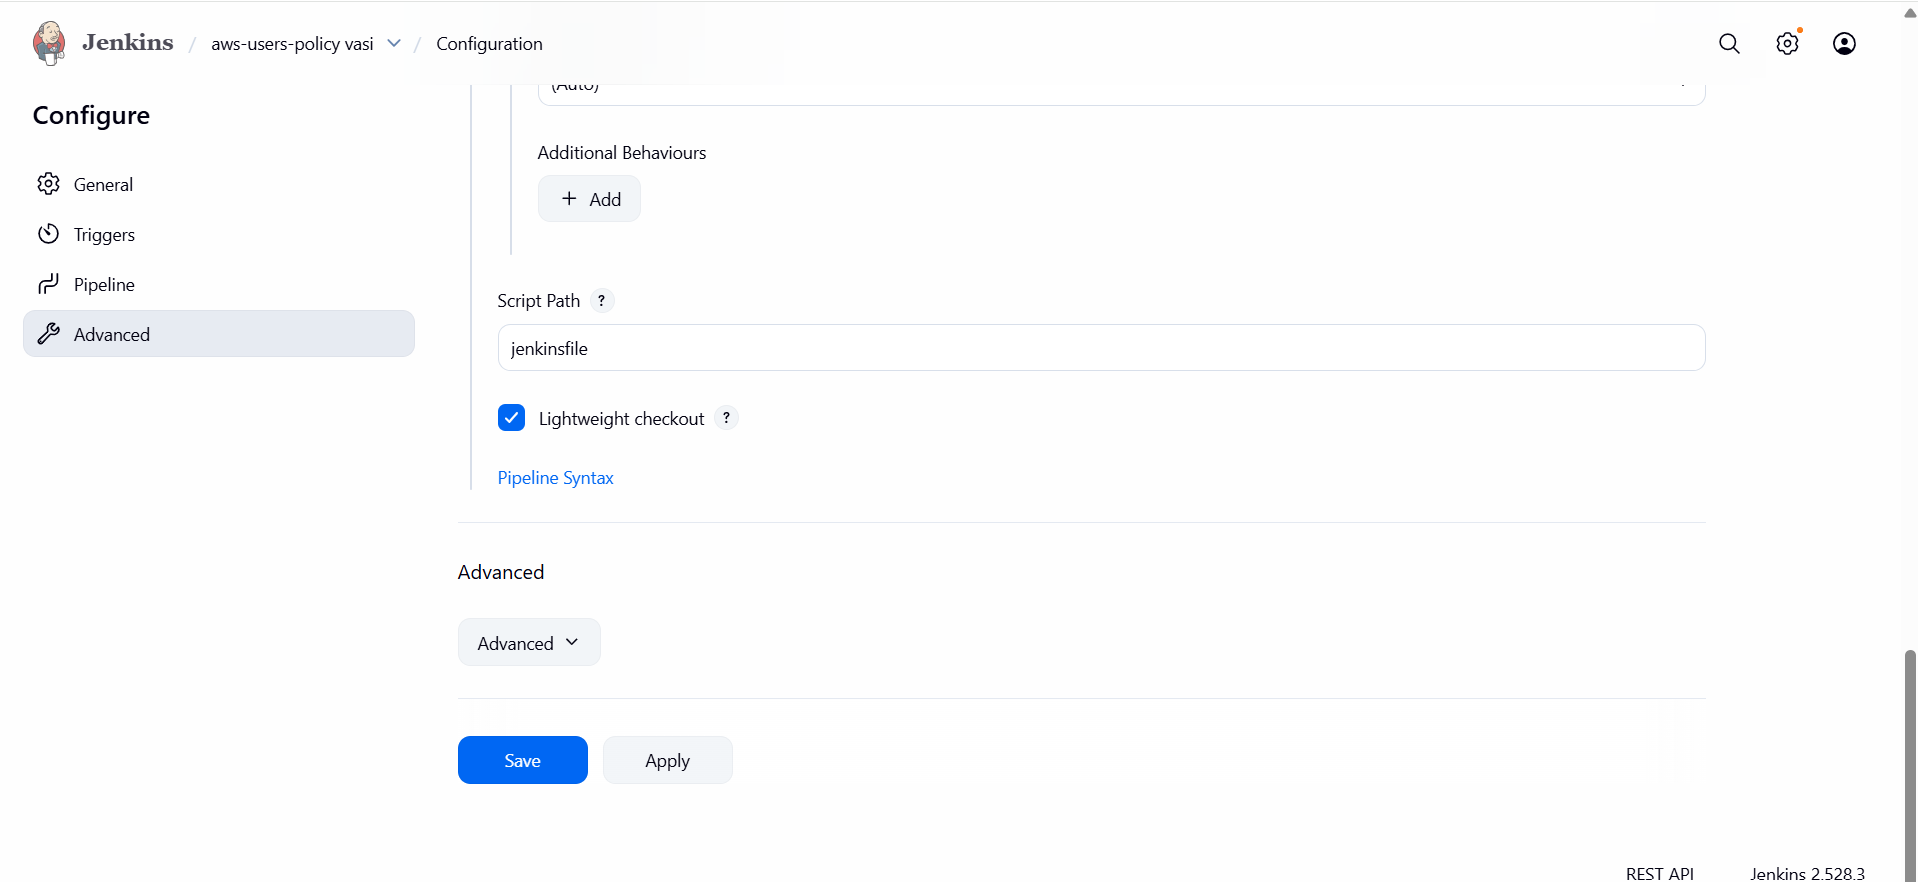 Jenkins / aws-users-policy vasi / Configuration
Configure
General
Triggers
Pipeline
Advanced
(Auto)
Additional Behaviours
+ Add
Script Path ?
jenkinsfile
Lightweight checkout ?
Pipeline Syntax
Advanced
Advanced
Save Apply
REST API Jenkins 2.528.3